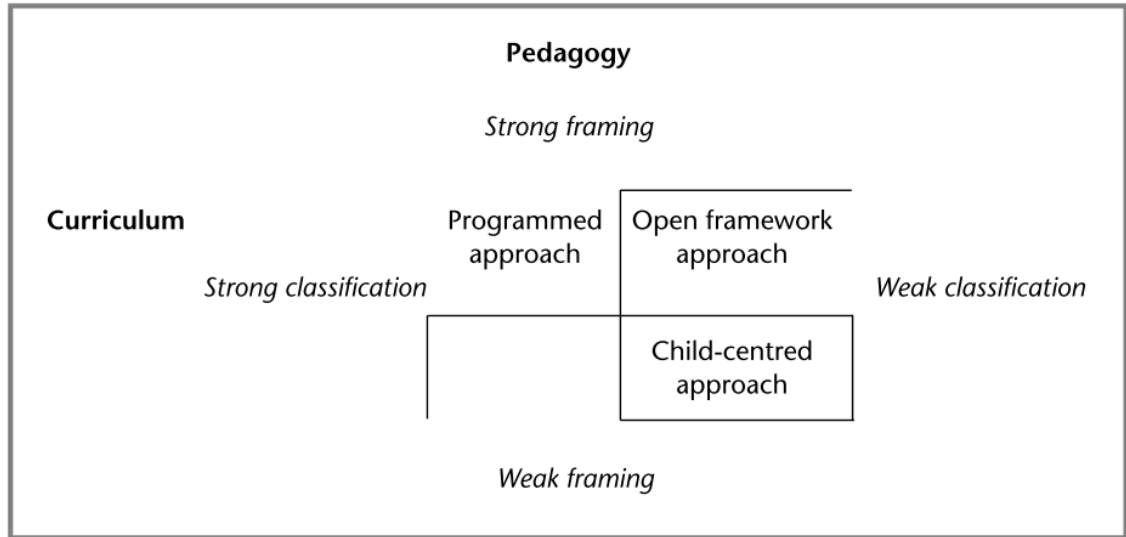 Pedagogy
Strong framing
Curriculum
Programmed
approach
Open framework
approach
Strong classification
Weak classification
Child-centred
approach
Weak framing